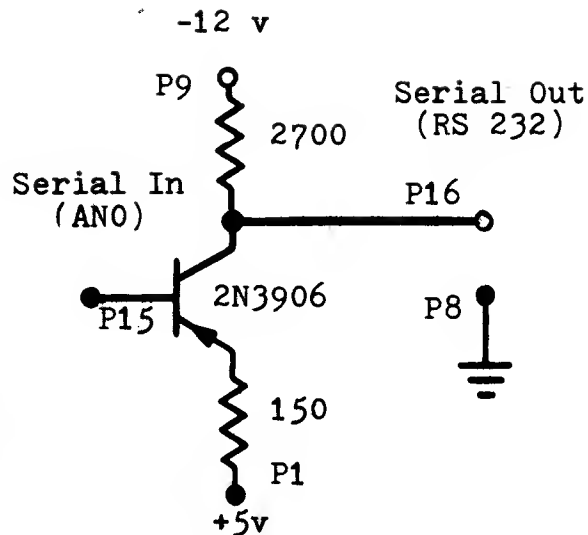 -12 v
P9
Serial Out
(RS 232)
2700
Serial In
(AN0)
P16
2N3906
P15
P8
150
P1
+5v